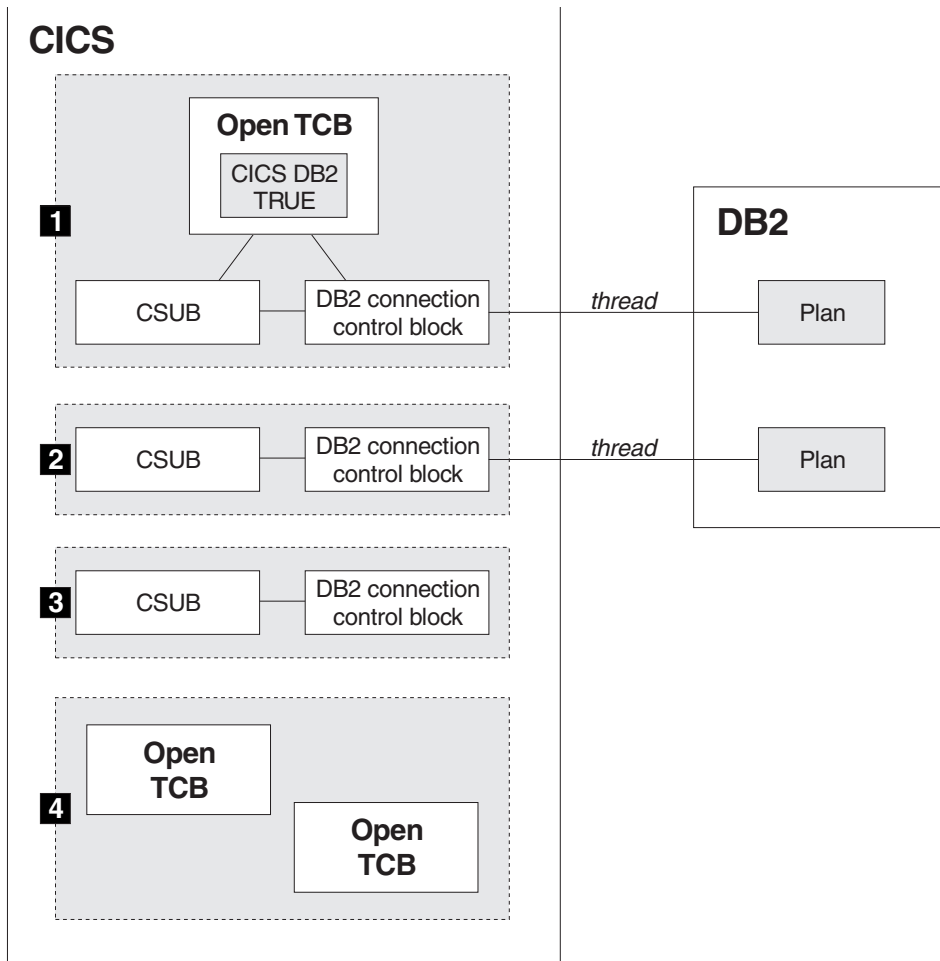 CICS
Open TCB
CICS DB2
TRUE
1
DB2
CSUB
DB2 connection
control block
thread
Plan
2
CSUB
DB2 connection
control block
thread
Plan
3
CSUB
DB2 connection
control block
4
Open
TCB
Open
TCB